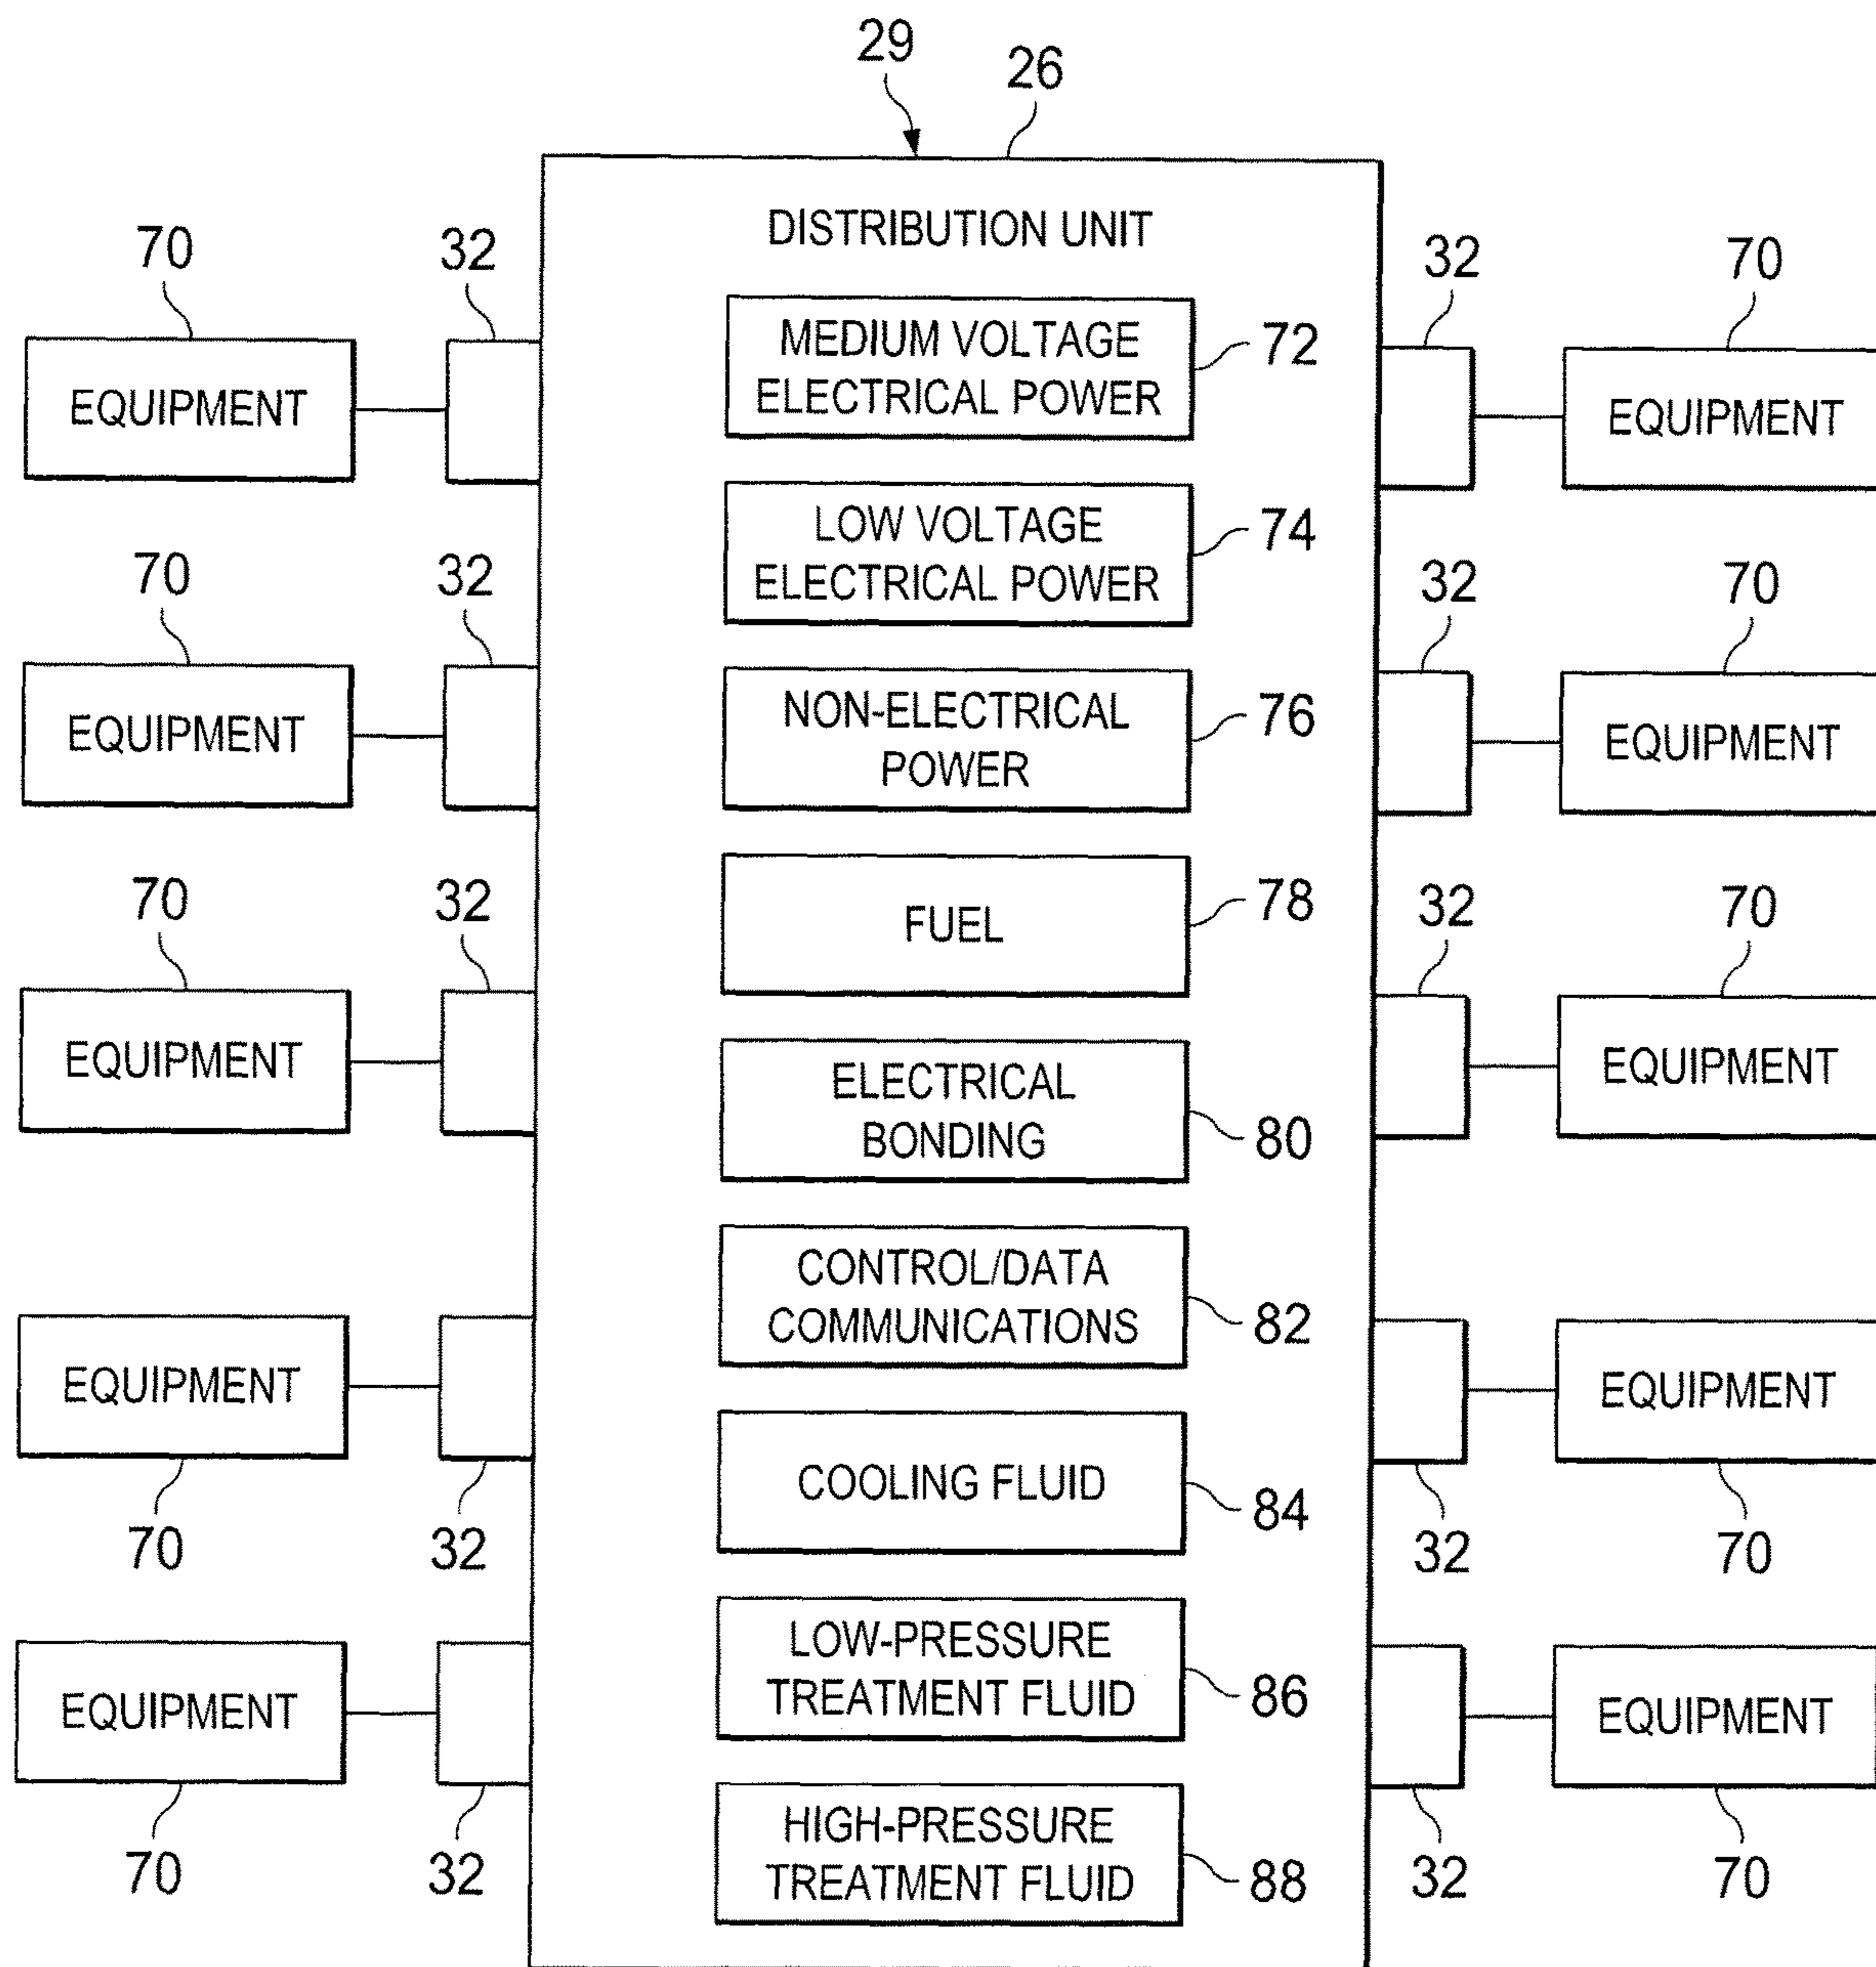 29
26
DISTRIBUTION UNIT
70
32
32
70
EQUIPMENT
MEDIUM VOLTAGE
ELECTRICAL POWER
72
EQUIPMENT
70
32
LOW VOLTAGE
ELECTRICAL POWER
74
32
70
EQUIPMENT
NON-ELECTRICAL
POWER
76
EQUIPMENT
70
32
FUEL
78
32
70
EQUIPMENT
ELECTRICAL
BONDING
80
EQUIPMENT
CONTROL/DATA
COMMUNICATIONS
82
EQUIPMENT
EQUIPMENT
70
32
COOLING FLUID
84
32
70
EQUIPMENT
LOW-PRESSURE
TREATMENT FLUID
86
EQUIPMENT
70
32
HIGH-PRESSURE
TREATMENT FLUID
88
32
70